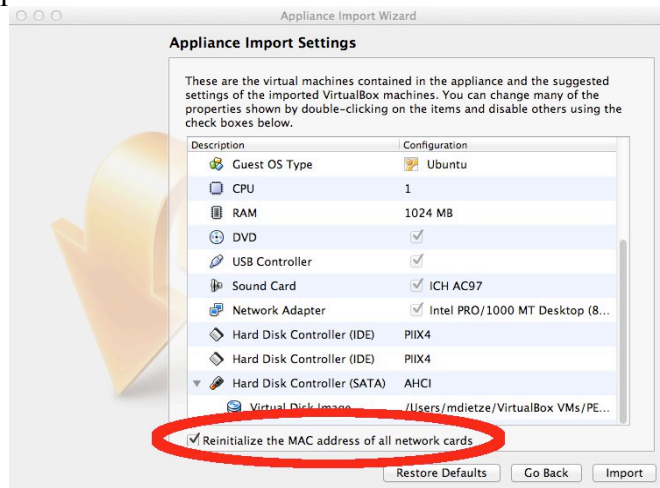 Appliance Import Wizard
Appliance Import Settings
These are the virtual machines contained in the appliance and the suggested
settings of the imported VirtualBox machines. You can change many of the
properties shown by double-clicking on the items and disable others using the
check boxes below.
Description Configuration
Guest OS Type Ubuntu
CPU 1
RAM 1024 MB
DVD
USB Controller
Sound Card ICH AC97
Network Adapter Intel PRO/1000 MT Desktop (8...
Hard Disk Controller (IDE) PIIX4
Hard Disk Controller (IDE) PIIX4
Hard Disk Controller (SATA) AHCI
Virtual Disk Image /Users/mdietze/VirtualBox VMs/PE...
Reinitialize the MAC address of all network cards
Restore Defaults Go Back Import